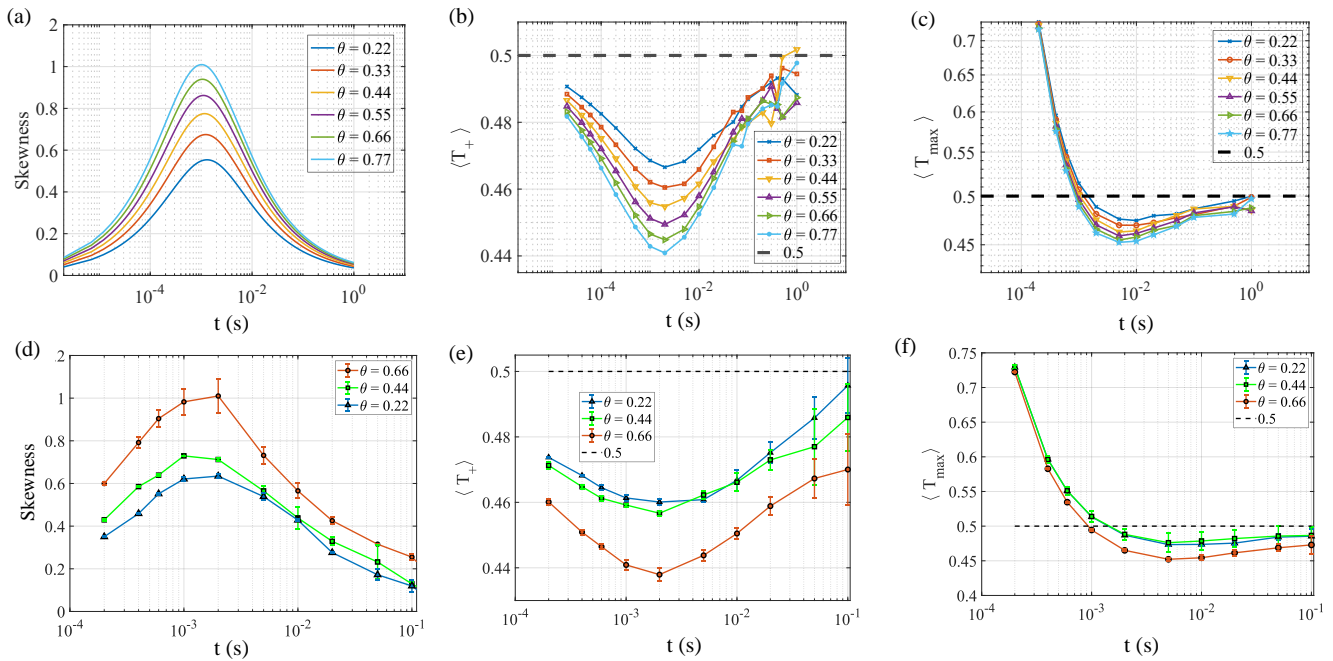 (a)
2
1.8
1.6
1.4
1.2
1
0.8
0.6
0.4
0.2
0
Skewness
θ = 0.22
θ = 0.33
θ = 0.44
θ = 0.55
θ = 0.66
θ = 0.77
10-4
10-2
100
t (s)
(b)
0.5
0.48
0.46
0.44
⟨T+ ⟩
θ = 0.22
θ = 0.33
θ = 0.44
θ = 0.55
θ = 0.66
θ = 0.77
0.5
10-4
10-2
100
t (s)
(c)
0.7
0.65
0.6
0.55
0.5
0.45
⟨ Tmax ⟩
θ = 0.22
θ = 0.33
θ = 0.44
θ = 0.55
θ = 0.66
θ = 0.77
0.5
10-4
10-2
100
t (s)
(d)
1.2
1
0.8
0.6
0.4
0.2
0
Skewness
θ = 0.66
θ = 0.44
θ = 0.22
10-4
10-3
10-2
10-1
t (s)
(e)
0.5
0.48
0.46
0.44
⟨ T+ ⟩
θ = 0.22
θ = 0.44
θ = 0.66
0.5
10-4
10-3
10-2
10-1
t (s)
(f)
0.75
0.7
0.65
0.6
0.55
0.5
0.45
0.4
⟨ Tmax⟩
θ = 0.22
θ = 0.44
θ = 0.66
0.5
10-4
10-3
10-2
10-1
t (s)